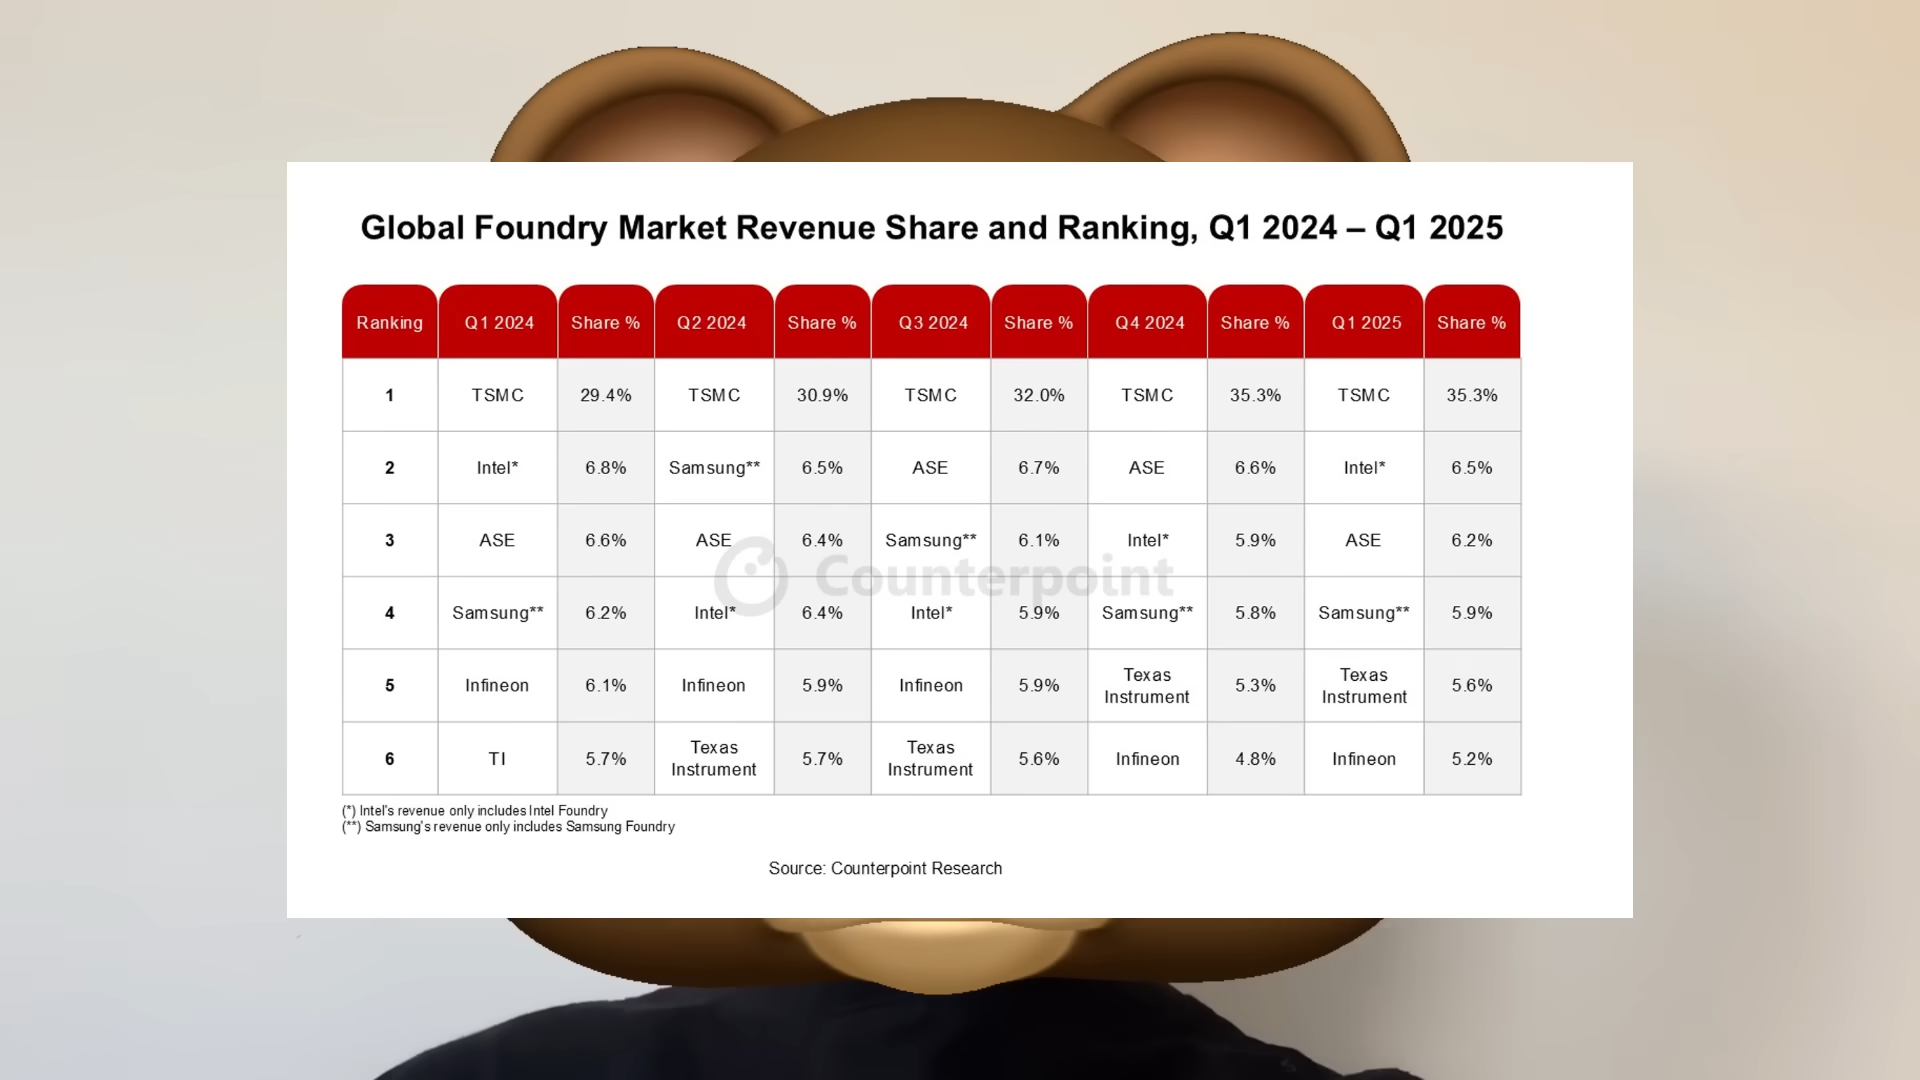 Global Foundry Market Revenue Share and Ranking, Q1 2024 – Q1 2025
Ranking Q1 2024 Share % Q2 2024 Share % Q3 2024 Share % Q4 2024 Share % Q1 2025 Share %
1 TSMC 29.4% TSMC 30.9% TSMC 32.0% TSMC 35.3% TSMC 35.3%
2 Intel* 6.8% Samsung** 6.5% ASE 6.7% ASE 6.6% Intel* 6.5%
3 ASE 6.6% ASE 6.4% Samsung** 6.1% Intel* 5.9% ASE 6.2%
Counterpoint
4 Samsung** 6.2% Intel* 6.4% Intel* 5.9% Samsung** 5.8% Samsung** 5.9%
5 Infineon 6.1% Infineon 5.9% Infineon 5.9% Texas Instrument 5.3% Texas Instrument 5.6%
6 TI 5.7% Texas Instrument 5.7% Texas Instrument 5.6% Infineon 4.8% Infineon 5.2%
(*) Intel's revenue only includes Intel Foundry
(**) Samsung's revenue only includes Samsung Foundry
Source: Counterpoint Research